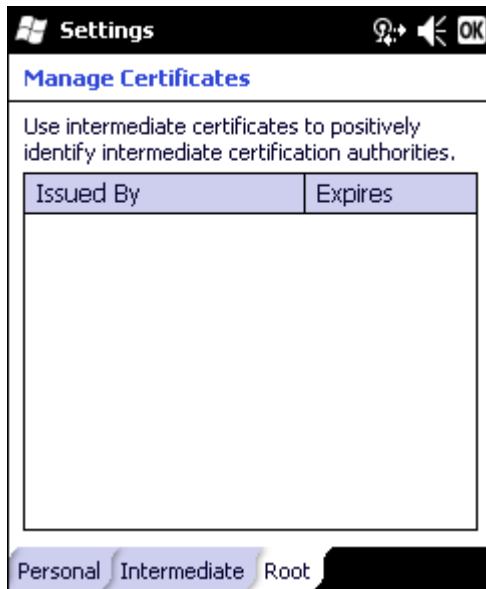 Settings
OK
Manage Certificates
Use intermediate certificates to positively
identify intermediate certification authorities.
Issued By Expires
Personal Intermediate Root